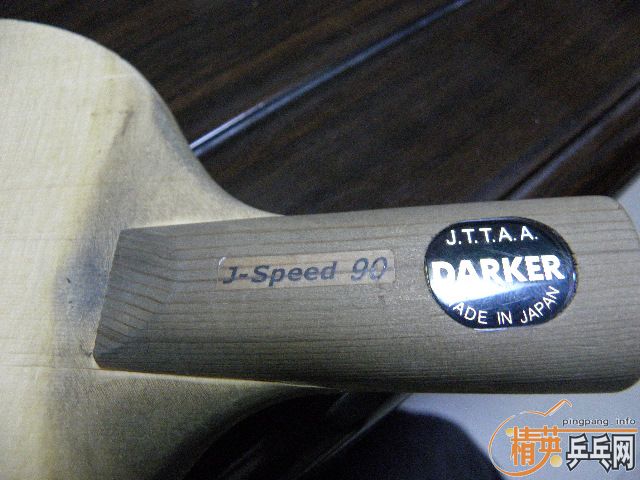 J.T.T.A.A.
DARKER
MADE IN JAPAN
J-Speed 90
pingpang.info
精英乒乓网